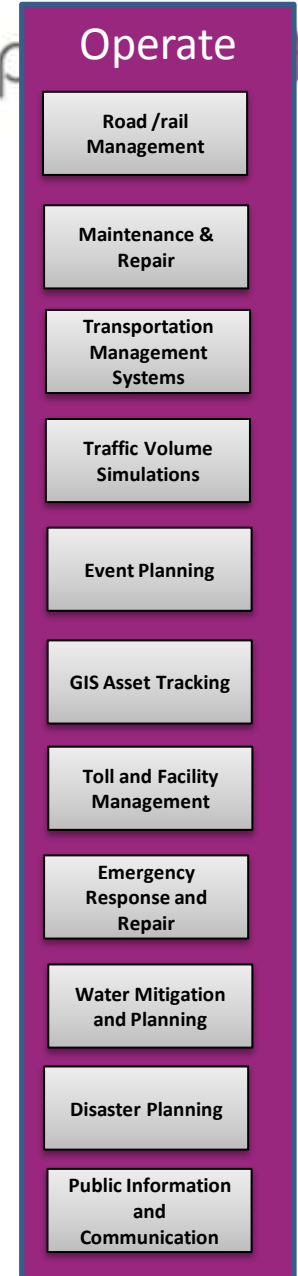 Operate
Road /rail
Management
Maintenance &
Repair
Transportation
Management
Systems
Traffic Volume
Simulations
Event Planning
GIS Asset Tracking
Toll and Facility
Management
Emergency
Response and
Repair
Water Mitigation
and Planning
Disaster Planning
Public Information
and
Communication